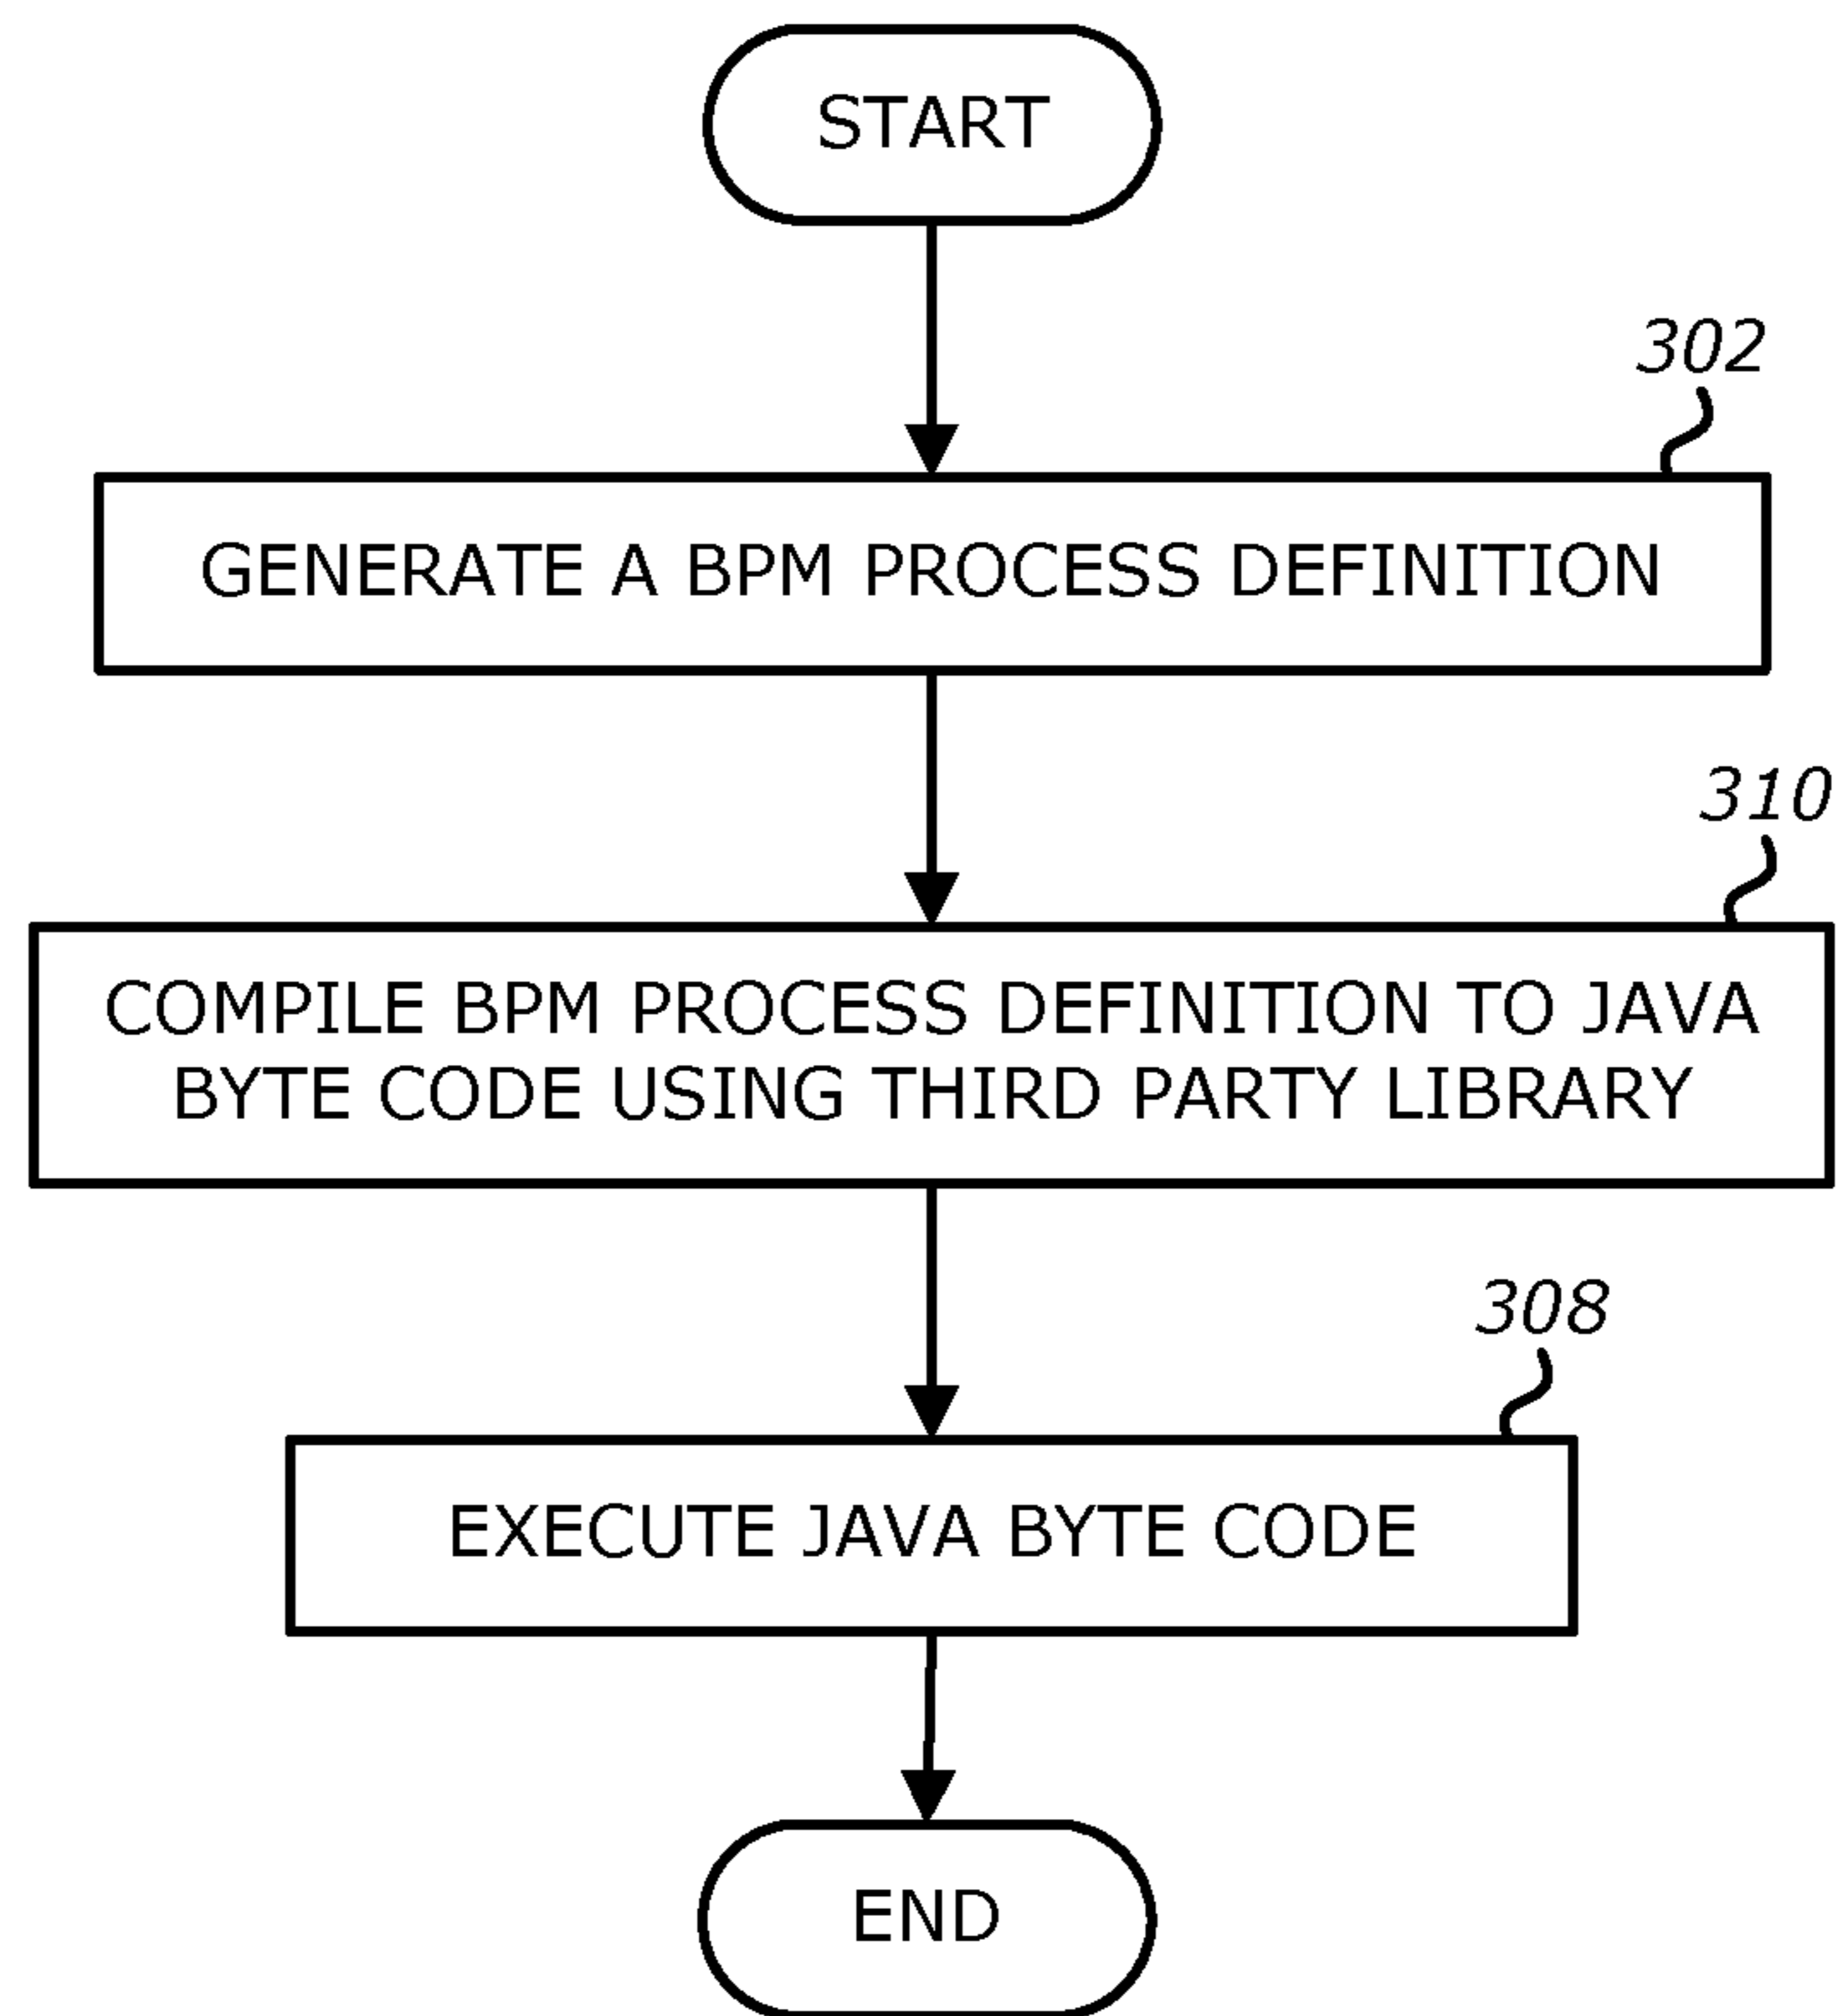 START
302
GENERATE A BPM PROCESS DEFINITION
310
COMPILE BPM PROCESS DEFINITION TO JAVA
BYTE CODE USING THIRD PARTY LIBRARY
308
EXECUTE JAVA BYTE CODE
END